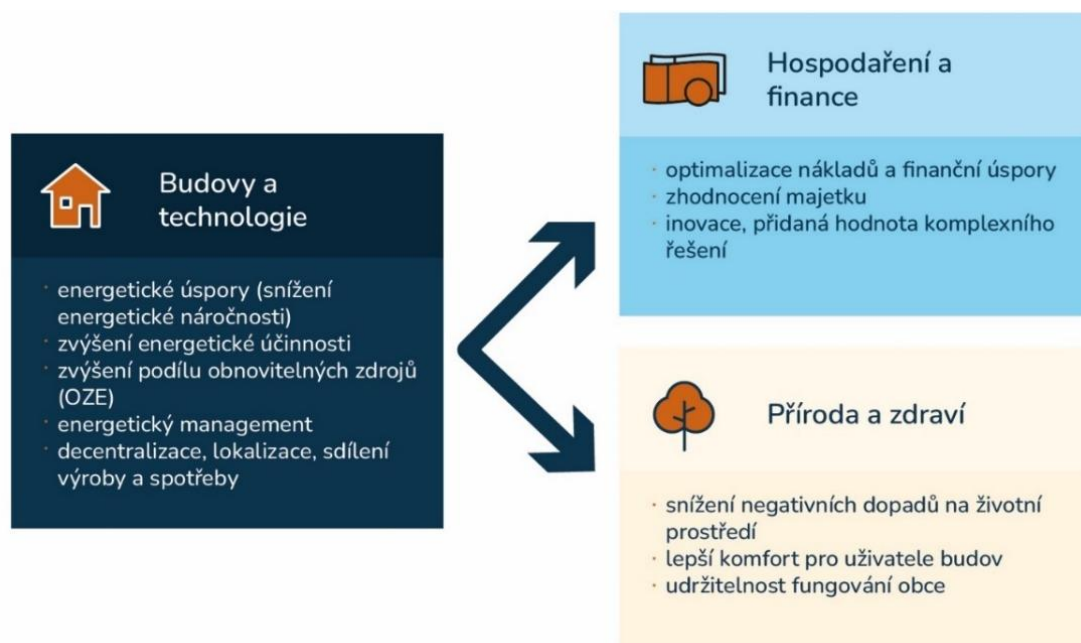 Budovy a
technologie
· energetické úspory (snížení
energetické náročnosti)
· zvýšení energetické účinnosti
· zvýšení podílu obnovitelných zdrojů
(OZE)
· energetický management
· decentralizace, lokalizace, sdílení
výroby a spotřeby
Hospodaření a
finance
· optimalizace nákladů a finanční úspory
· zhodnocení majetku
· inovace, přidaná hodnota komplexního
řešení
Příroda a zdraví
· snížení negativních dopadů na životní
prostředí
· lepší komfort pro uživatele budov
· udržitelnost fungování obce